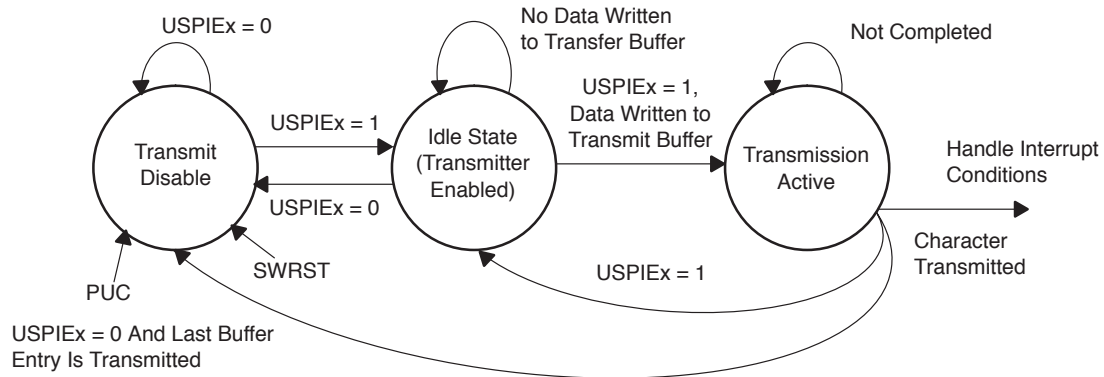 USPIEx = 0
No Data Written
to Transfer Buffer
Not Completed
USPIEx = 1,
Data Written to
Transmit Buffer
USPIEx = 1
Transmit
Disable
Idle State
(Transmitter
Enabled)
Transmission
Active
Handle Interrupt
Conditions
USPIEx = 0
Character
Transmitted
SWRST
USPIEx = 1
PUC
USPIEx = 0 And Last Buffer
Entry Is Transmitted